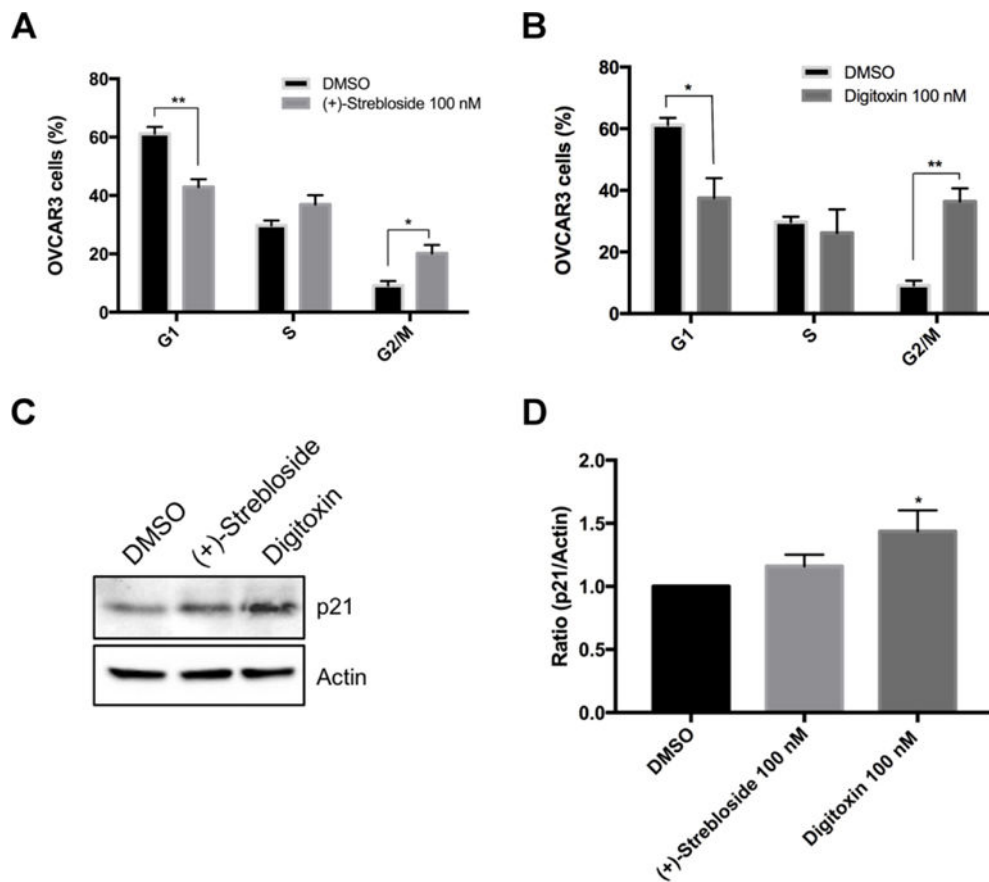 A
80
60
40
20
0
OVCAR3 cells (%)
DMSO
(+)-Strebloside 100 nM
**
*
G1
S
G2/M
B
80
60
40
20
0
OVCAR3 cells (%)
DMSO
Digitoxin 100 nM
*
**
G1
S
G2/M
C
DMSO
(+)-Strebloside
Digitoxin
p21
Actin
D
2.0
1.5
1.0
0.5
0.0
Ratio (p21/Actin)
*
DMSO
(+)-Strebloside 100 nM
Digitoxin 100 nM